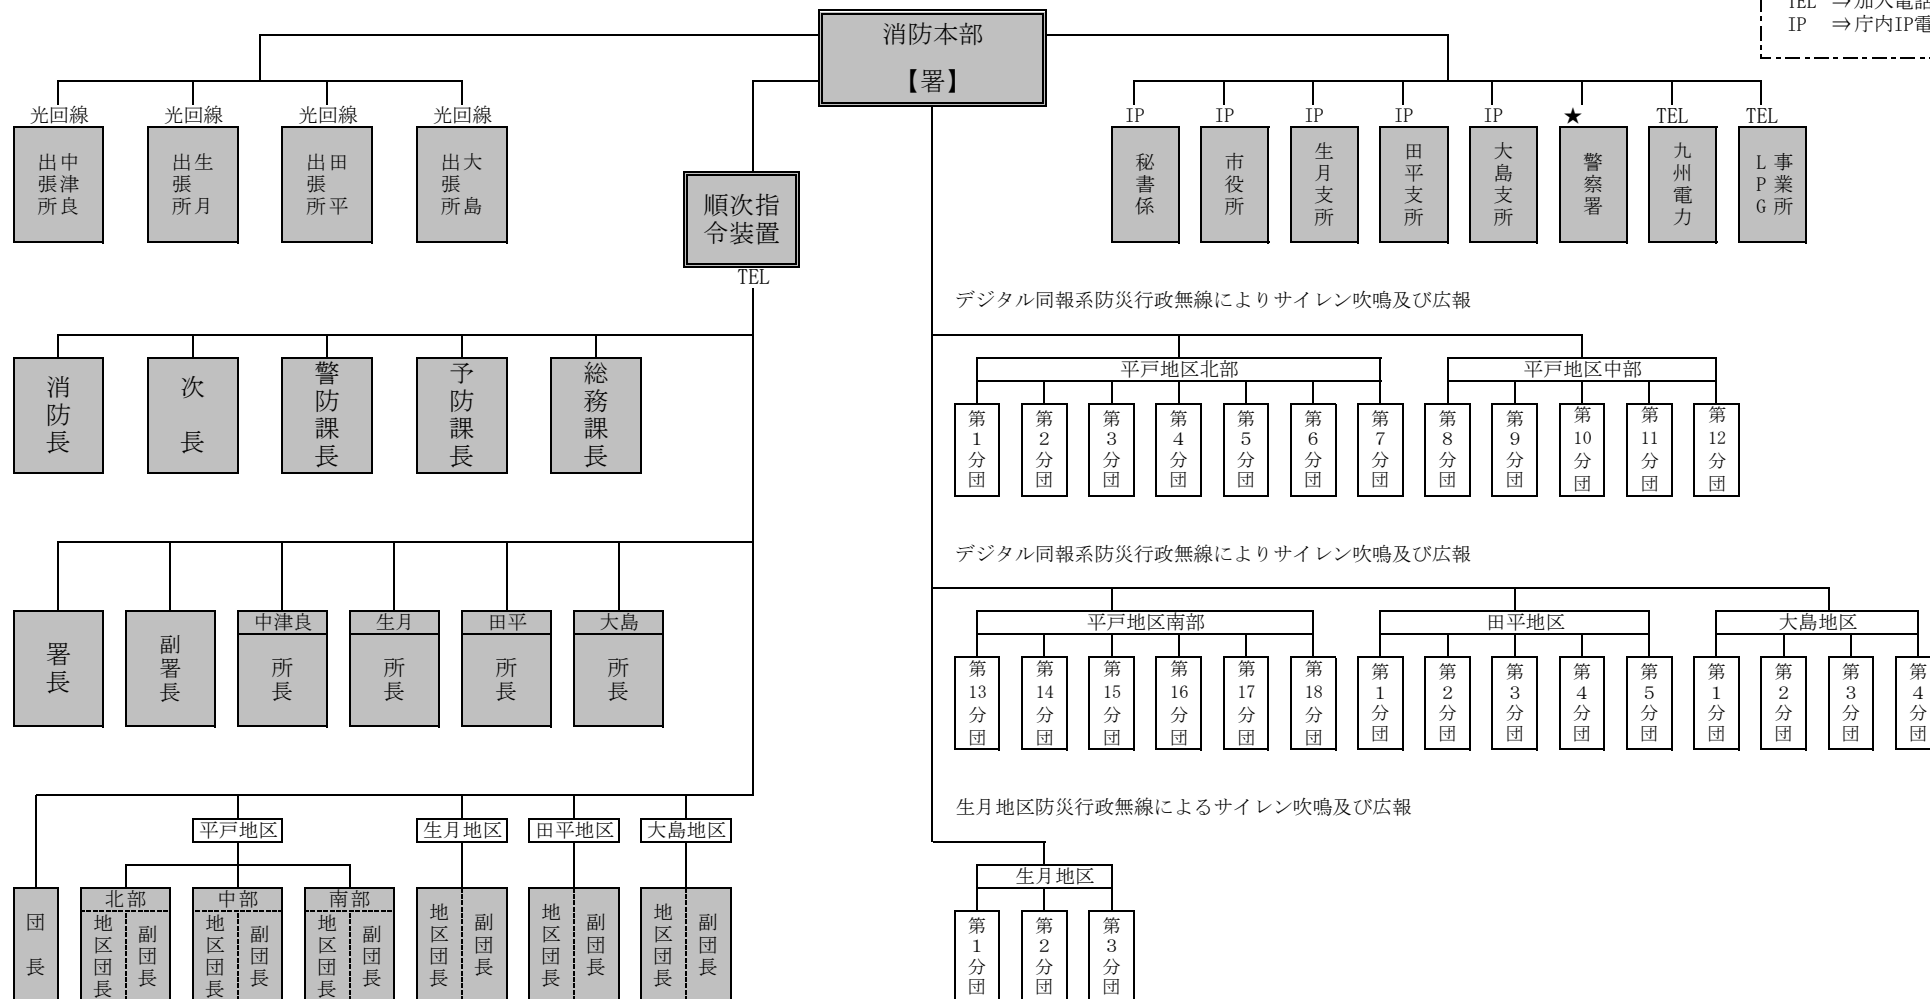 消防本部
【署】
TEL ⇒加入電話
IP ⇒庁内IP電
光回線
光回線
光回線
光回線
中津良出張所
生月出張所
田平出張所
大島出張所
IP
IP
IP
IP
IP
★
TEL
TEL
秘書係
市役所
生月支所
田平支所
大島支所
警察署
九州電力
LPG事業所
順次指
令装置
TEL
デジタル同報系防災行政無線によりサイレン吹鳴及び広報
消防長
次長
警防課長
予防課長
総務課長
平戸地区北部
平戸地区中部
第1分団
第2分団
第3分団
第4分団
第5分団
第6分団
第7分団
第8分団
第9分団
第10分団
第11分団
第12分団
デジタル同報系防災行政無線によりサイレン吹鳴及び広報
署長
副署長
中津良
所長
生月
所長
田平
所長
大島
所長
平戸地区南部
田平地区
大島地区
第13分団
第14分団
第15分団
第16分団
第17分団
第18分団
第1分団
第2分団
第3分団
第4分団
第5分団
第1分団
第2分団
第3分団
第4分団
生月地区防災行政無線によるサイレン吹鳴及び広報
平戸地区
生月地区
田平地区
大島地区
団長
北部
地区団長
副団長
中部
地区団長
副団長
南部
地区団長
副団長
地区団長
副団長
地区団長
副団長
地区団長
副団長
生月地区
第1分団
第2分団
第3分団